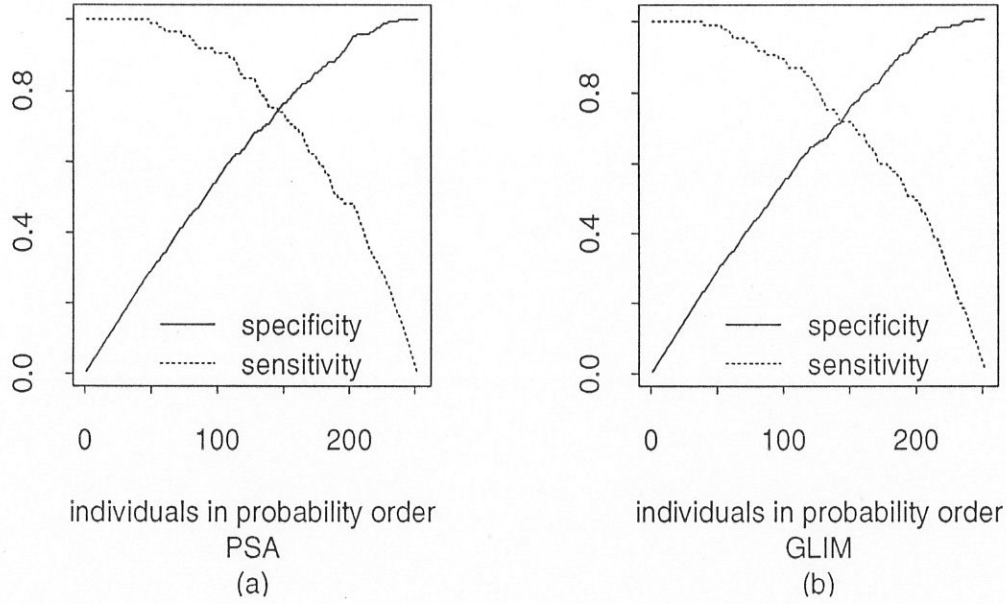 0.8
0.4
0.0
specificity
sensitivity
0 100 200
individuals in probability order
PSA
(a)
0.8
0.4
0.0
specificity
sensitivity
0 100 200
individuals in probability order
GLIM
(b)